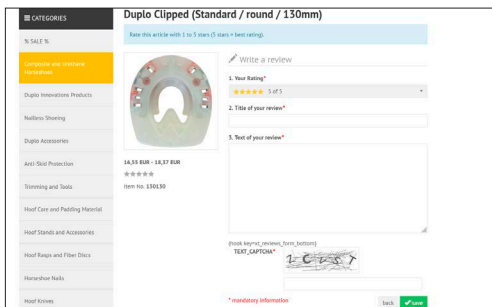 CATEGORIES
% SALE %
Composite and Urethane
Horseshoes
Duplo Innovations Products
Nailless Shoeing
Duplo Accessories
Anti-Skid Protection
Trimming and Tools
Hoof Care and Padding Material
Hoof Stands and Accessories
Hoof Rasps and Fiber Discs
Horseshoe Nails
Hoof Knives
Duplo Clipped (Standard / round / 130mm)
Rate this article with 1 to 5 stars (5 stars = best rating).
16,55 EUR - 18,57 EUR
Item No. 130130
Write a review
1. Your Rating*
5 of 5
2. Title of your review*
3. Text of your review*
{hook key=xt_reviews_form_bottom}
TEXT_CAPTCHA*
* mandatory information
back
save